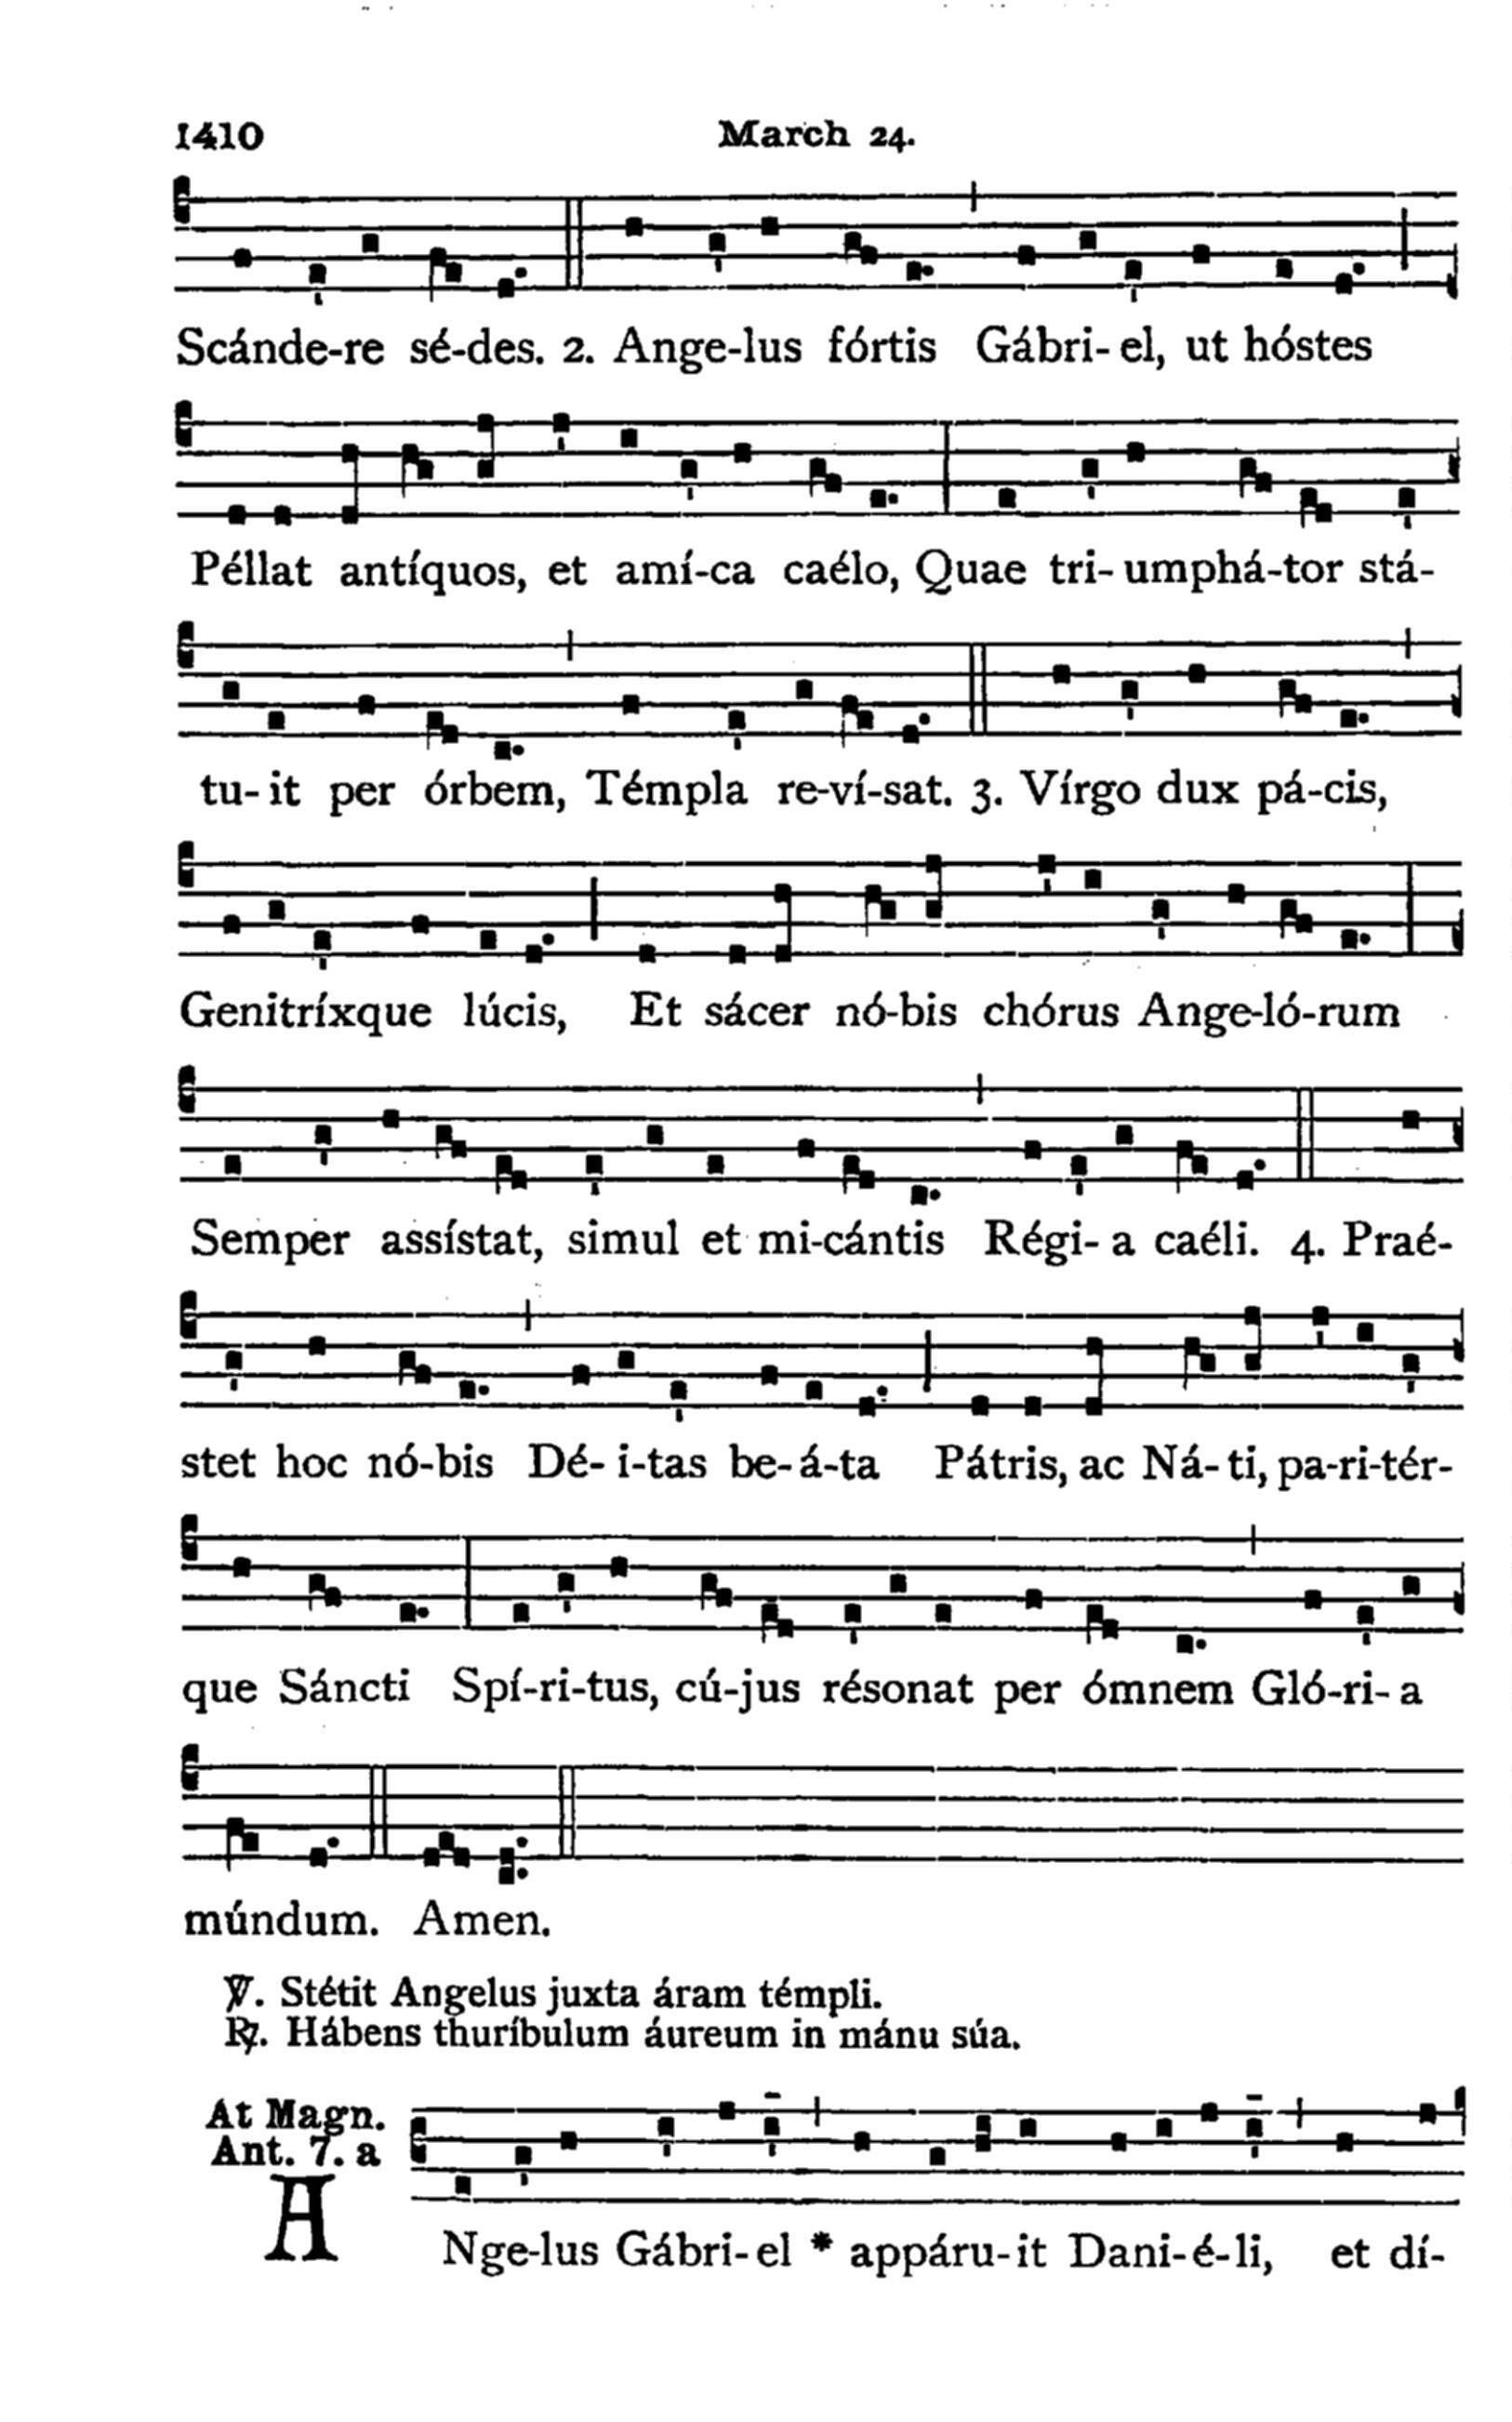 1410 March 24.
Scánde-re sé-des. 2. Ange-lus fórtis Gábri- el, ut hóstes
Péllat antíquos, et amí-ca caélo, Quae tri- umphá-tor stá-
tu- it per órbem, Témpla re-ví-sat. 3. Vírgo dux pá-cis,
Genitríxque lúcis, Et sácer nó-bis chórus Ange-ló-rum
Semper assístat, simul et mi-cántis Régi- a caéli. 4. Praé-
stet hoc nó-bis Dé- i-tas be- á-ta Pátris, ac Ná- ti, pa-ri-tér-
que Sáncti Spí-ri-tus, cú-jus résonat per ómnem Gló-ri- a
múndum. Amen.
℣. Stétit Angelus juxta áram témpli.
℟. Hábens thuríbulum áureum in mánu súa.
At Magn.
Ant. 7. a
A
Nge-lus Gábri- el * appáru- it Dani- é- li, et dí-